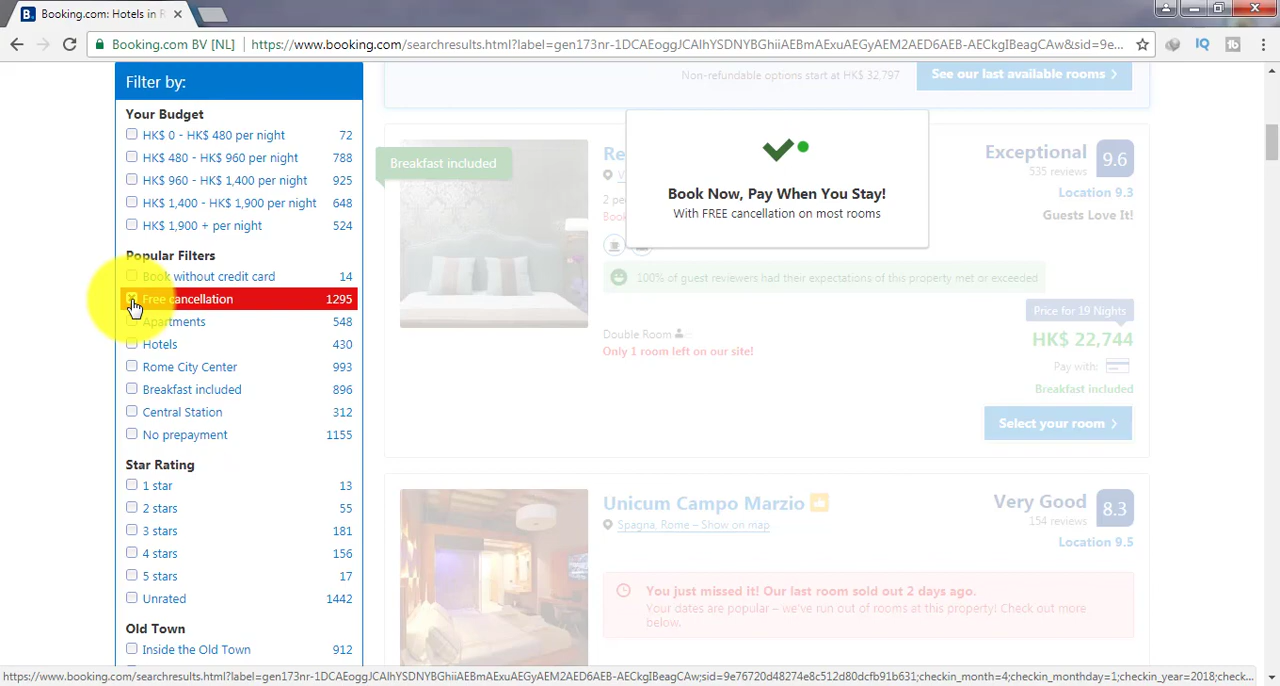 Booking.com: Hotels in R
Booking.com BV [NL]
https://www.booking.com/searchresults.html?label=gen173nr-1DCAEoggJCAlhYSDNYBGhiiAEBmAExuAEGyAEM2AED6AEB-AECkgIBeagCAw&sid=9e...
IQ
Filter by:
Your Budget
HK$ 0 - HK$ 480 per night 72
HK$ 480 - HK$ 960 per night 788
HK$ 960 - HK$ 1,400 per night 925
HK$ 1,400 - HK$ 1,900 per night 648
HK$ 1,900 + per night 524
Popular Filters
Book without credit card 14
Free cancellation 1295
Apartments 548
Hotels 430
Rome City Center 993
Breakfast included 896
Central Station 312
No prepayment 1155
Star Rating
1 star 13
2 stars 55
3 stars 181
4 stars 156
5 stars 17
Unrated 1442
Old Town
Inside the Old Town 912
Non-refundable options start at HK$ 32,797
See our last available rooms
Breakfast included
Re
V
2 pe
Book
Book Now, Pay When You Stay!
With FREE cancellation on most rooms
Exceptional 9.6
535 reviews
Location 9.3
Guests Love It!
100% of guest reviewers had their expectations of this property met or exceeded
Double Room
Only 1 room left on our site!
Price for 19 Nights
HK$ 22,744
Pay with:
Breakfast included
Select your room
Unicum Campo Marzio
Spagna, Rome – Show on map
Very Good 8.3
154 reviews
Location 9.5
You just missed it! Our last room sold out 2 days ago.
Your dates are popular – we've run out of rooms at this property! Check out more
below.
https://www.booking.com/searchresults.html?label=gen173nr-1DCAEoggJCAlhYSDNYBGhiiAEBmAExuAEGyAEM2AED6AEB-AECkgIBeagCAw;sid=9e76720d48274e8c512d80dcfb91b631;checkin_month=4;checkin_monthday=1;checkin_year=2018;check...